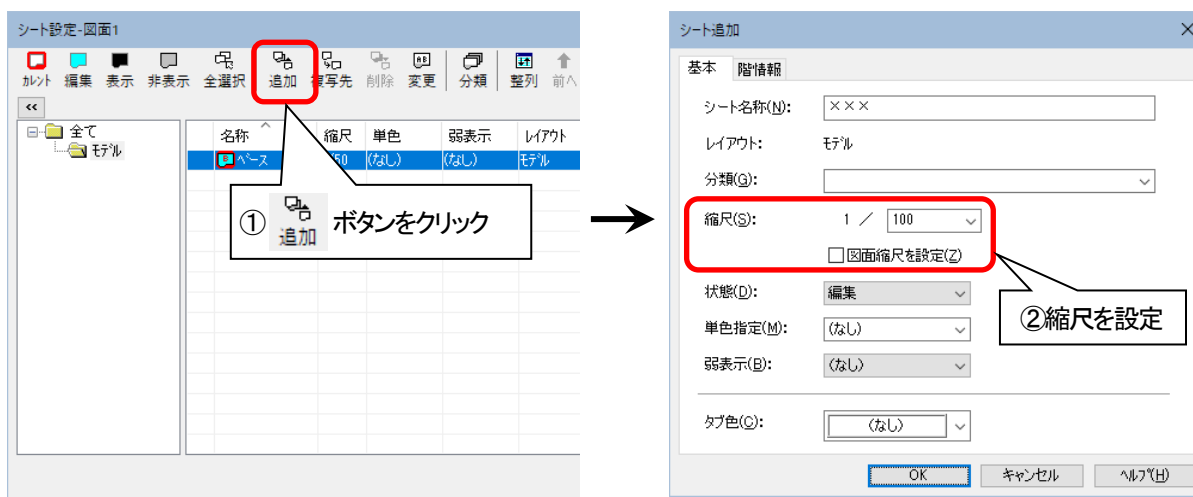 シート設定-図面1
カレント 編集 表示 非表示 全選択 追加 複写先 削除 変更 分類 整列 前へ
<<
全て
モデル
名称 縮尺 単色 弱表示 レイアウト
ベース 50 (なし) (なし) モデル
① 追加 ボタンをクリック
シート追加
基本 階情報
シート名称(N): ×××
レイアウト: モデル
分類(G):
縮尺(S): 1 / 100
図面縮尺を設定(Z)
状態(D): 編集
②縮尺を設定
単色指定(M): (なし)
弱表示(B): (なし)
タブ色(C): (なし)
OK キャンセル ヘルプ(H)